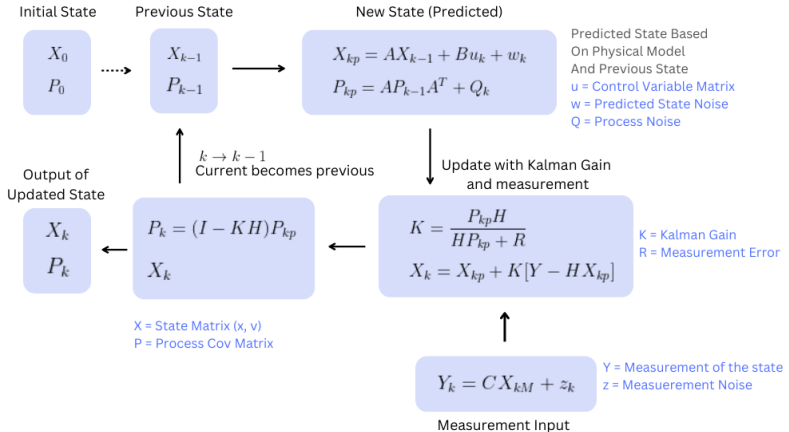 Initial State
X_0
P_0
Previous State
X_{k-1}
P_{k-1}
New State (Predicted)
X_{kp} = AX_{k-1} + Bu_k + w_k
P_{kp} = AP_{k-1}A^T + Q_k
Predicted State Based
On Physical Model
And Previous State
u = Control Variable Matrix
w = Predicted State Noise
Q = Process Noise
k → k − 1
Current becomes previous
Update with Kalman Gain
and measurement
Output of
Updated State
X_k
P_k
P_k = (I − KH)P_{kp}
X_k
K = \frac{P_{kp}H}{HP_{kp} + R}
X_k = X_{kp} + K[Y − HX_{kp}]
K = Kalman Gain
R = Measurement Error
X = State Matrix (x, v)
P = Process Cov Matrix
Y_k = CX_{kM} + z_k
Y = Measurement of the state
z = Measuerement Noise
Measurement Input